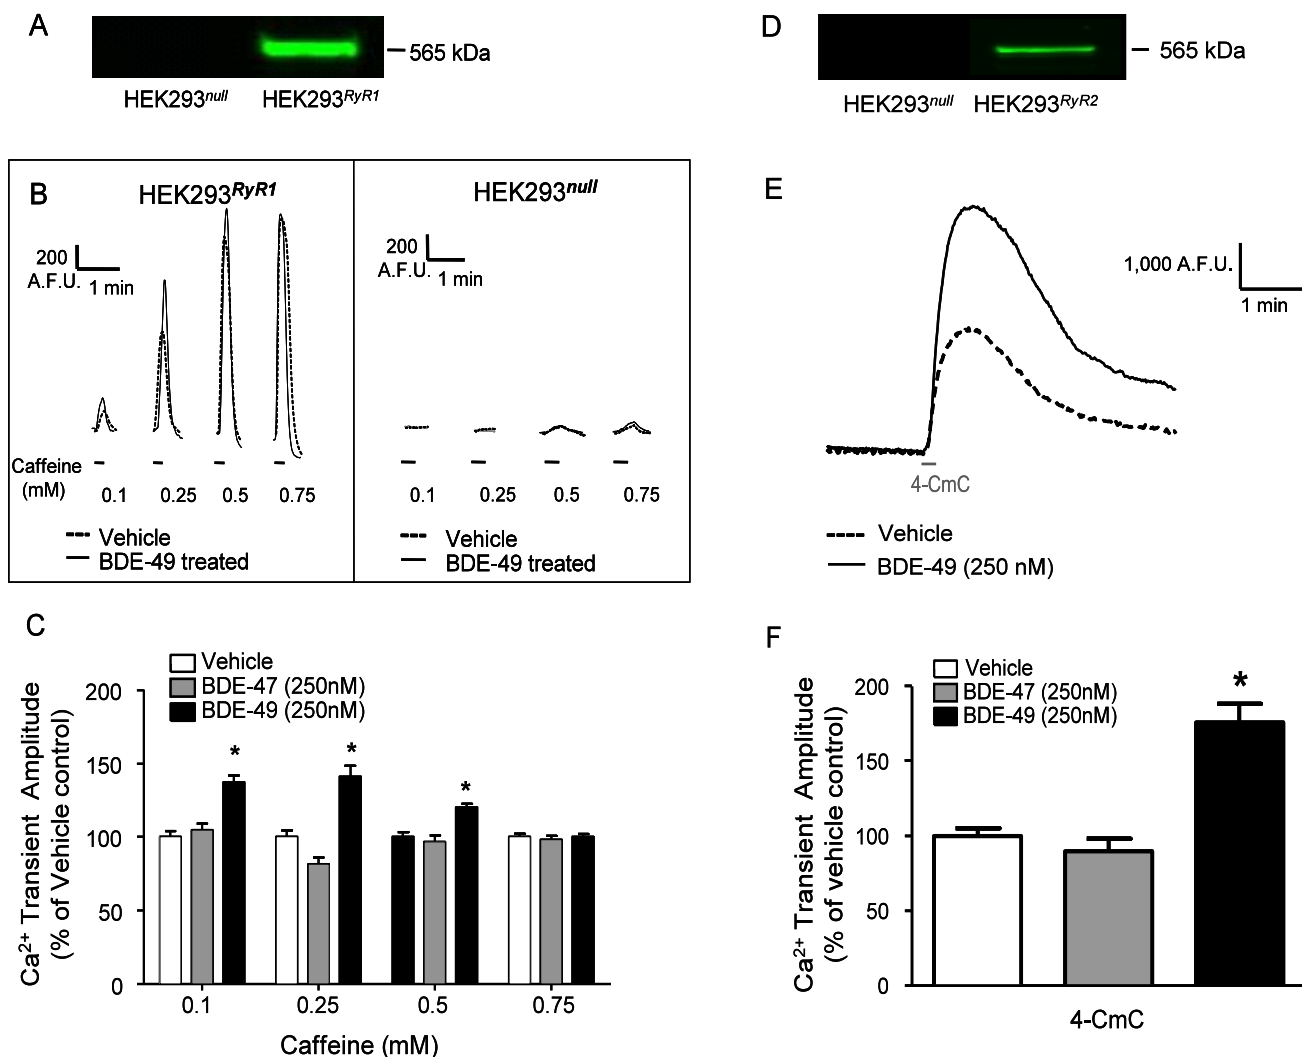 A
565 kDa
HEK293null HEK293RyR1
D
565 kDa
HEK293null HEK293RyR2
B
HEK293RyR1
200
A.F.U.
1 min
Caffeine
(mM)
0.1 0.25 0.5 0.75
Vehicle
BDE-49 treated
HEK293null
200
A.F.U.
1 min
0.1 0.25 0.5 0.75
Vehicle
BDE-49 treated
E
1,000 A.F.U.
1 min
4-CmC
Vehicle
BDE-49 (250 nM)
C
Vehicle
BDE-47 (250nM)
BDE-49 (250nM)
Ca2+ Transient Amplitude
(% of Vehicle control)
200
150
100
50
0
* * *
0.1 0.25 0.5 0.75
Caffeine (mM)
F
Vehicle
BDE-47 (250nM)
BDE-49 (250nM)
Ca2+ Transient Amplitude
(% of vehicle control)
200
150
100
50
0
*
4-CmC